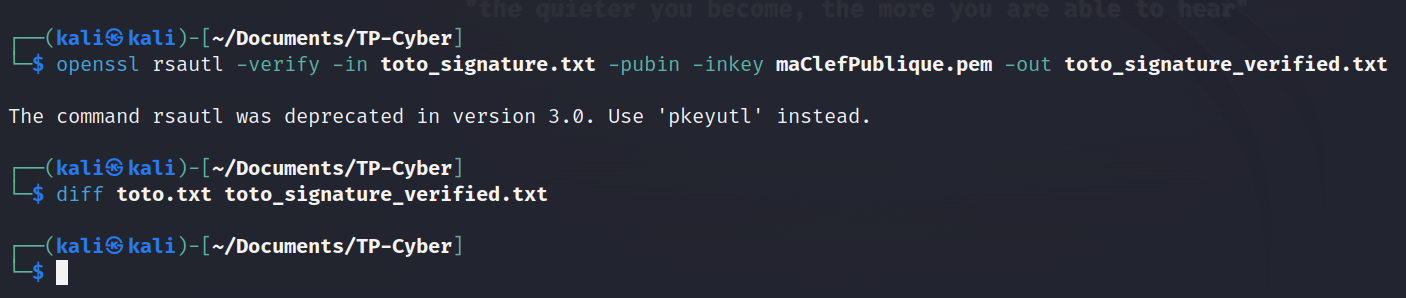 "the quieter you become, the more you are able to hear"
┌──(kali㉿kali)-[~/Documents/TP-Cyber]
└─$ openssl rsautl -verify -in toto_signature.txt -pubin -inkey maClefPublique.pem -out toto_signature_verified.txt
The command rsautl was deprecated in version 3.0. Use 'pkeyutl' instead.
┌──(kali㉿kali)-[~/Documents/TP-Cyber]
└─$ diff toto.txt toto_signature_verified.txt
┌──(kali㉿kali)-[~/Documents/TP-Cyber]
└─$